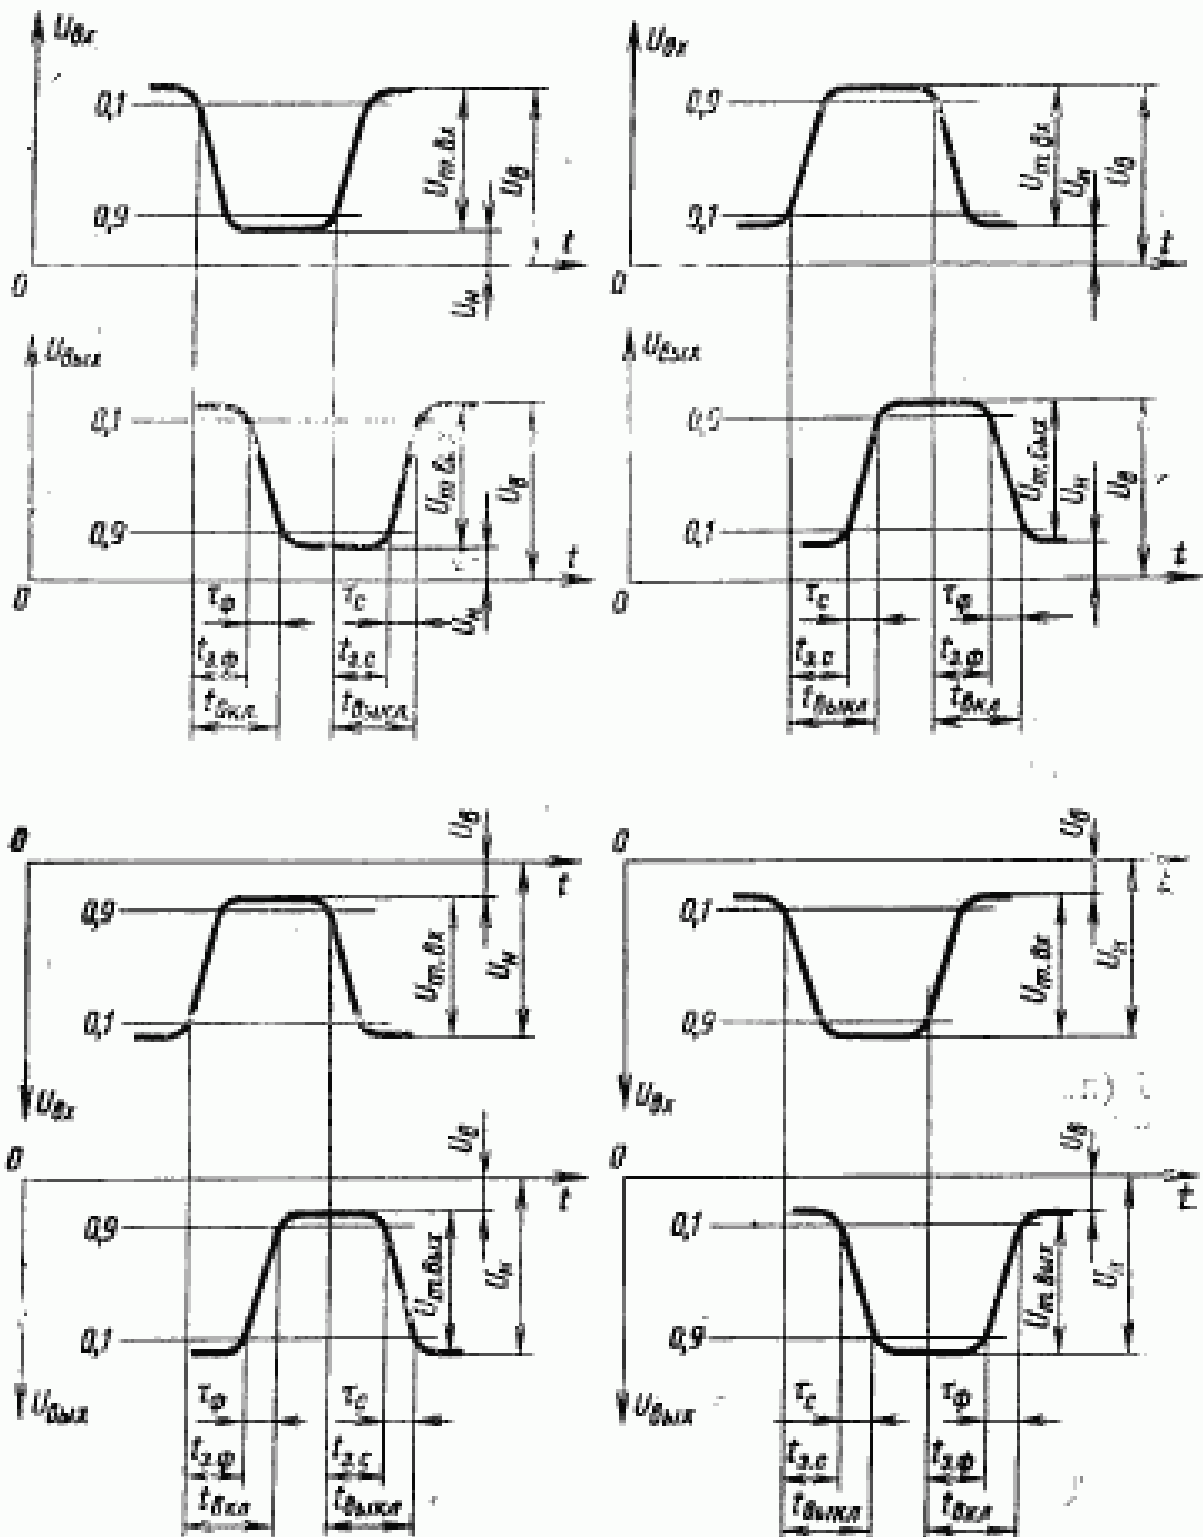 Uвх
0,1
0,9
Uт.вх
Uв
t
0
Uн
Uвх
0,9
0,1
Uт.вх
Uн
Uв
t
0
Uвых
0,1
0,9
Uв
t
0
Uн
τф
τс
tз.ф
tз.с
tвкл
tвыкл
Uвых
0,1
Uт.вых
Uн
Uв
t
0
τс
τф
tз.с
tз.ф
tвыкл
tвкл
0
Uв
t
0,9
0,1
Uт.вх
Uн
Uвх
0
Uв
0,1
0,9
Uт.вх
Uвх
0
Uв
t
0,9
0,1
Uт.вых
Uн
Uвых
τф
τс
tз.ф
tз.с
tвкл
tвыкл
0
Uв
t
0,1
0,9
Uт.вых
Uвых
τс
τф
tз.с
tз.ф
tвыкл
tвкл